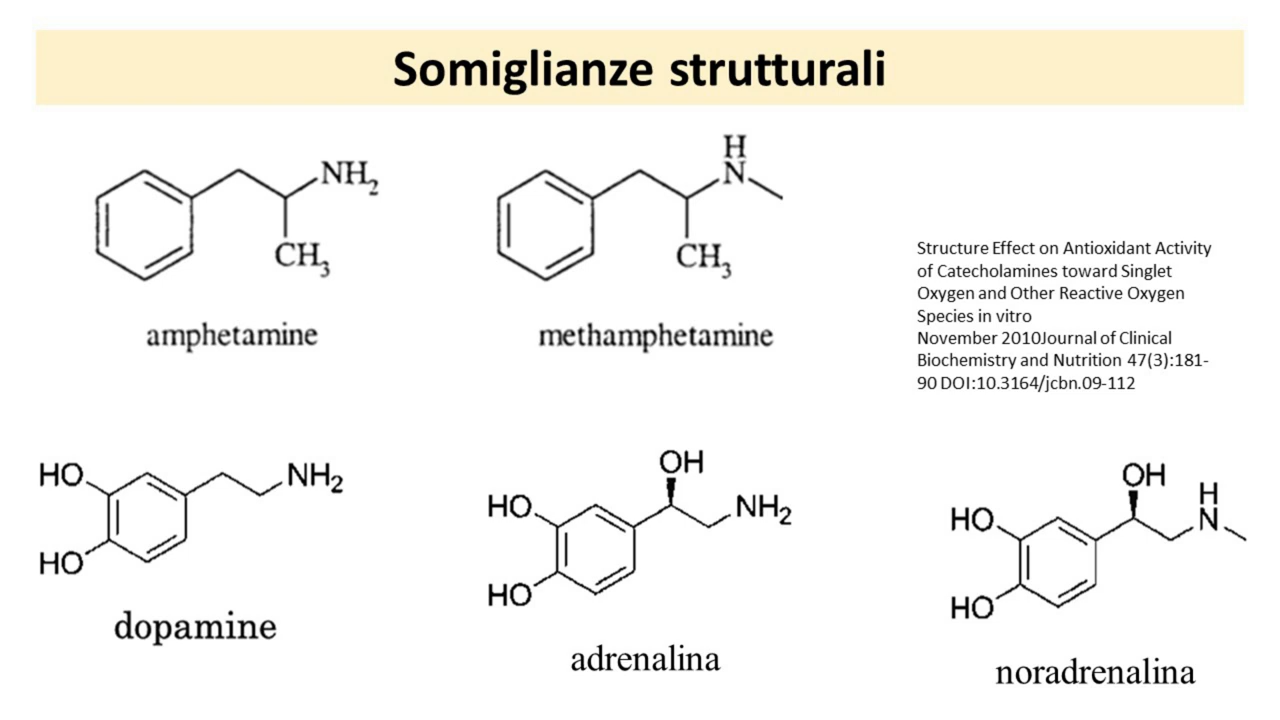 Somiglianze strutturali
NH2
CH3
amphetamine
H
N
CH3
methamphetamine
Structure Effect on Antioxidant Activity
of Catecholamines toward Singlet
Oxygen and Other Reactive Oxygen
Species in vitro
November 2010Journal of Clinical
Biochemistry and Nutrition 47(3):181-
90 DOI:10.3164/jcbn.09-112
HO
NH2
HO
dopamine
OH
HO
NH2
HO
adrenalina
OH
H
N
HO
HO
noradrenalina